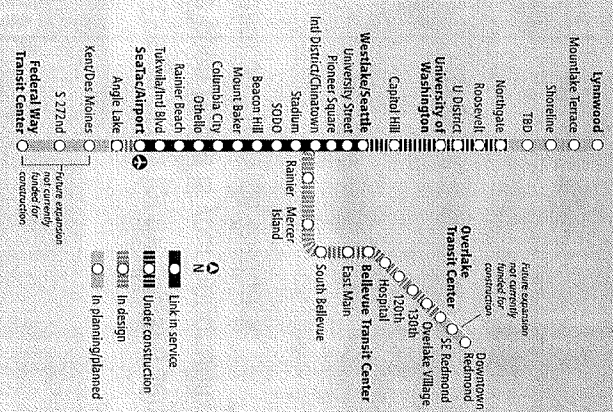 Lynnwood
Mountlake Terrace
Shoreline
TBD
Northgate
Roosevelt
U District
University of
Washington
Capitol Hill
Westlake/Seattle
University Street
Pioneer Square
Intl District/Chinatown
Stadium
SODO
Beacon Hill
Mount Baker
Columbia City
Othello
Rainier Beach
Tukwila/Intl Blvd
SeaTac/Airport
Angle Lake
Kent/Des Moines
S 272nd
Federal Way
Transit Center
Future expansion
not currently
funded for
construction.
Rainier
Mercer
Island
South Bellevue
East Main
Bellevue Transit Center
Hospital
120th
130th
Overlake Village
Overlake
Transit Center
SE Redmond
Downtown
Redmond
Future expansion
not currently
funded for
construction
N
Link in service
Under construction
In design
In planning/planned